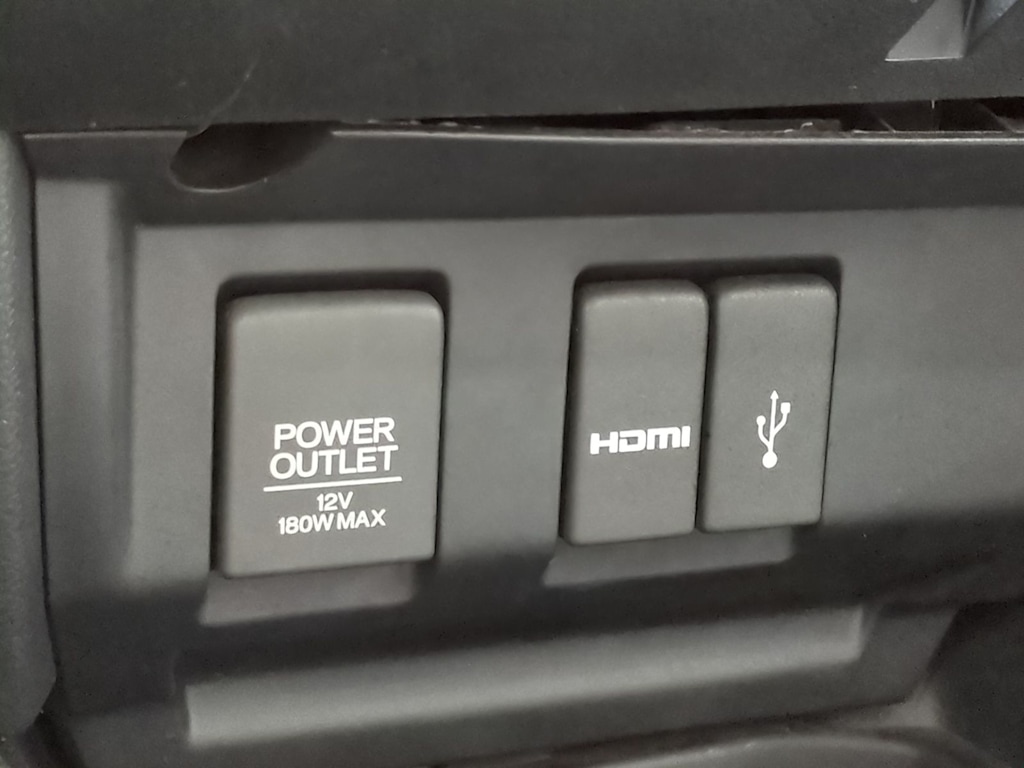 POWER
OUTLET
12V
180W MAX
HDMI